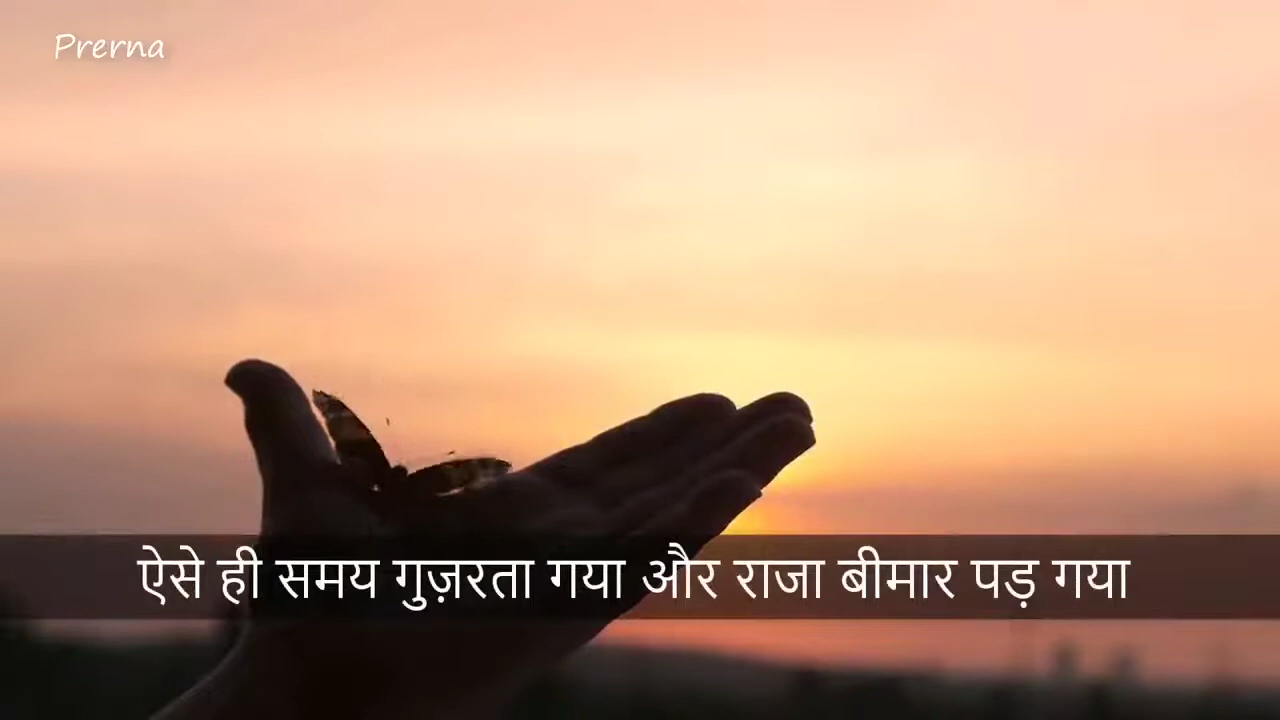 Prerna
ऐसे ही समय गुज़रता गया और राजा बीमार पड़ गया